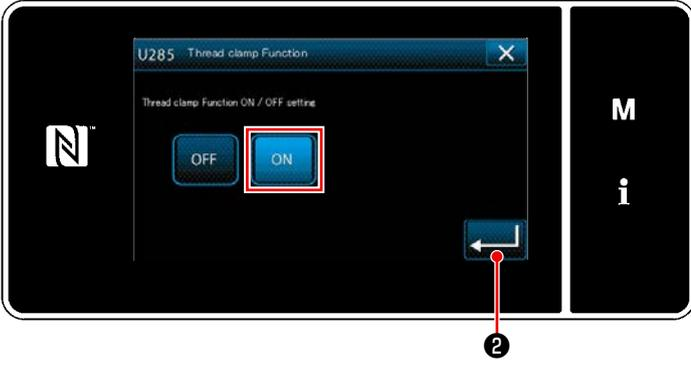 U285 Thread clamp Function
Thread clamp Function ON / OFF setting
OFF
ON
M
i
N
❷